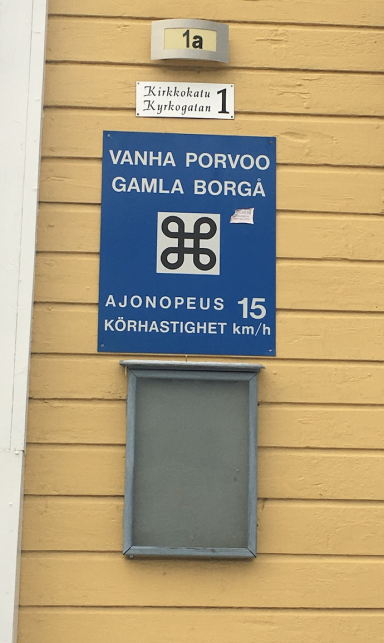 1a
Kirkkokatu
Kyrkogatan 1
VANHA PORVOO
GAMLA BORGÅ
AJONOPEUS 15
KÖRHASTIGHET km/h